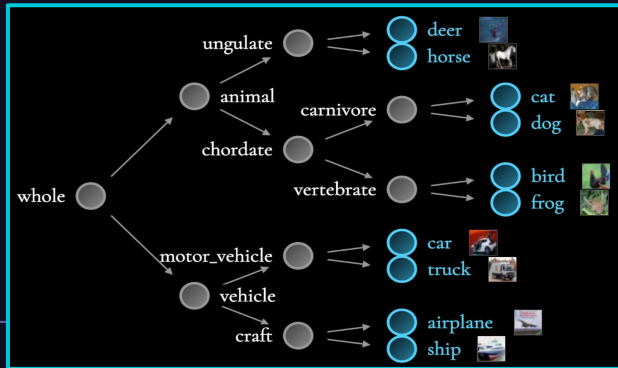 deer
ungulate
horse
animal
cat
carnivore
dog
chordate
bird
vertebrate
frog
whole
car
motor_vehicle
truck
vehicle
airplane
craft
ship